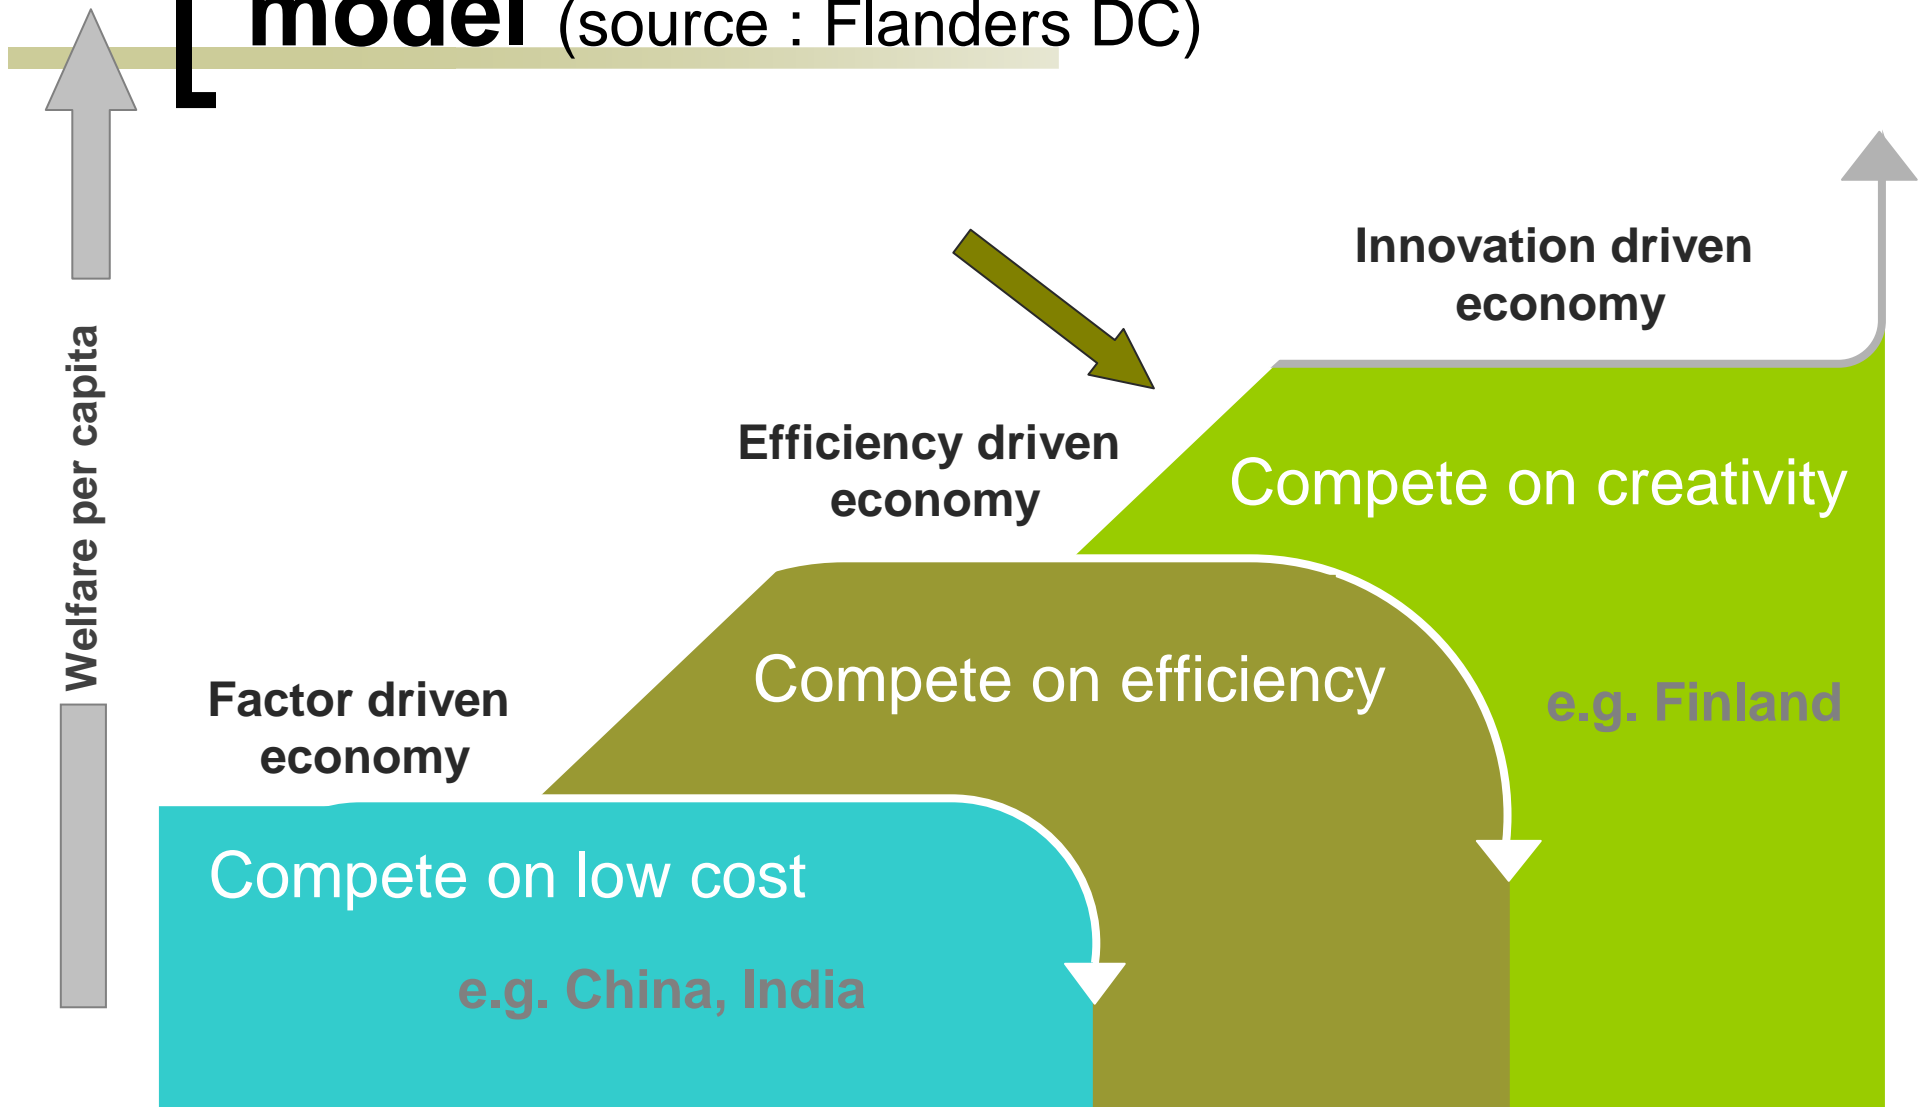 model (source : Flanders DC)
Welfare per capita
Innovation driven
economy
Efficiency driven
economy
Compete on creativity
Compete on efficiency
e.g. Finland
Factor driven
economy
Compete on low cost
e.g. China, India